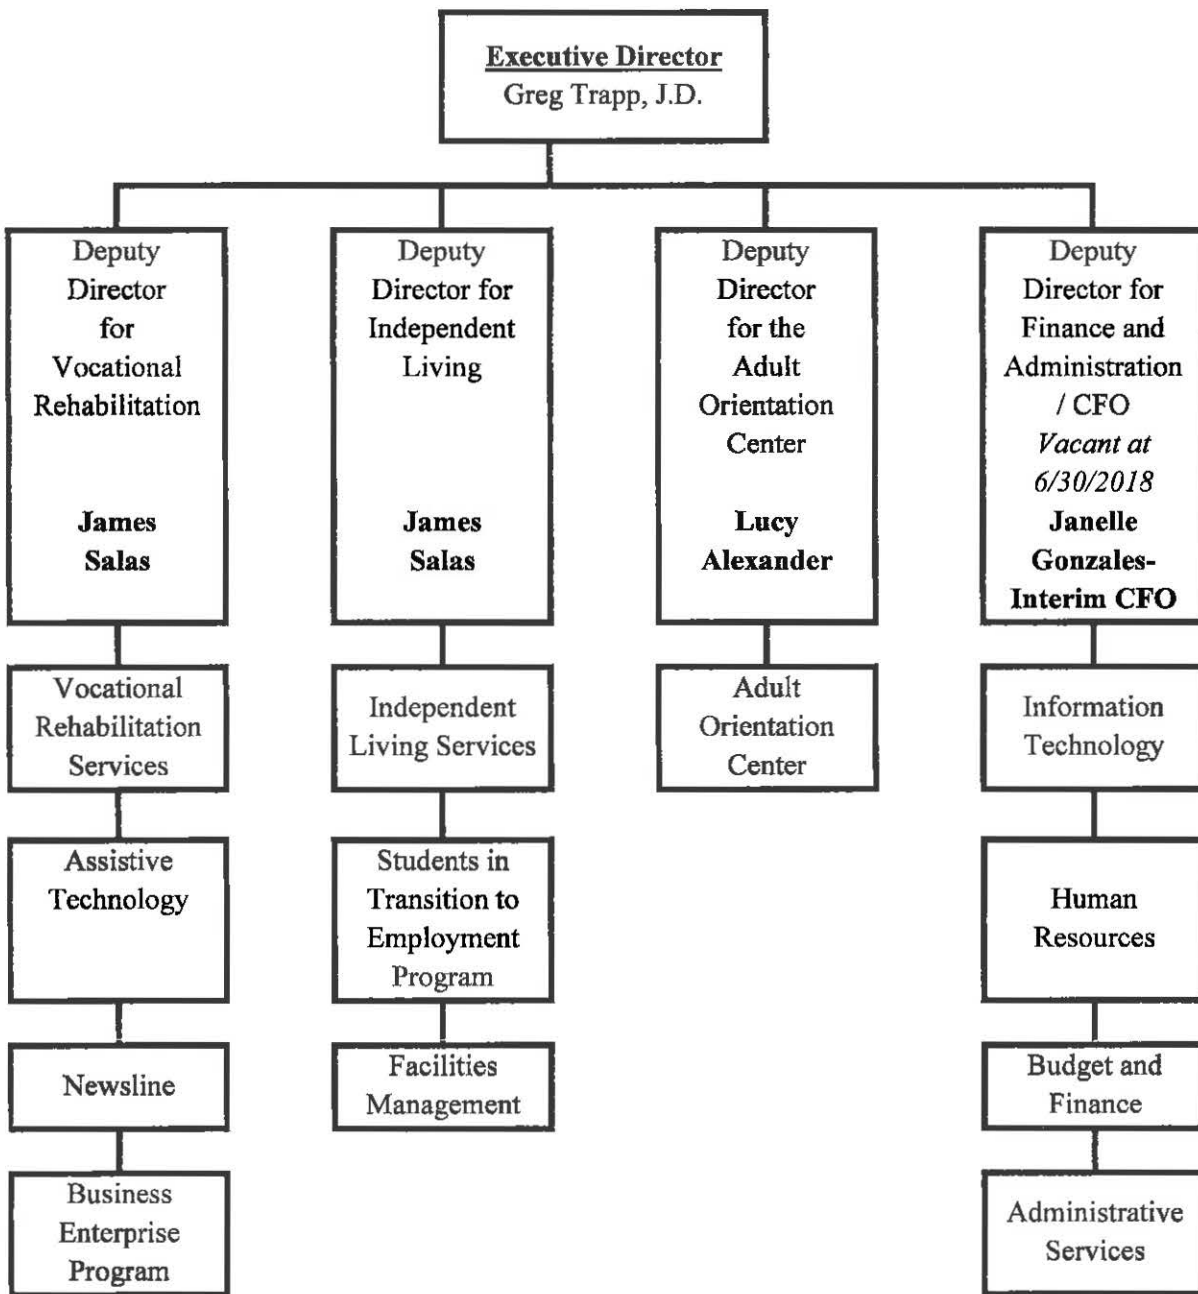 Executive Director
Greg Trapp, J.D.
Deputy
Director
for
Vocational
Rehabilitation
James
Salas
Deputy
Director for
Independent
Living
James
Salas
Deputy
Director
for the
Adult
Orientation
Center
Lucy
Alexander
Deputy
Director for
Finance and
Administration
/ CFO
Vacant at
6/30/2018
Janelle
Gonzales-
Interim CFO
Vocational
Rehabilitation
Services
Independent
Living Services
Adult
Orientation
Center
Information
Technology
Assistive
Technology
Students in
Transition to
Employment
Program
Human
Resources
Newsline
Facilities
Management
Budget and
Finance
Business
Enterprise
Program
Administrative
Services